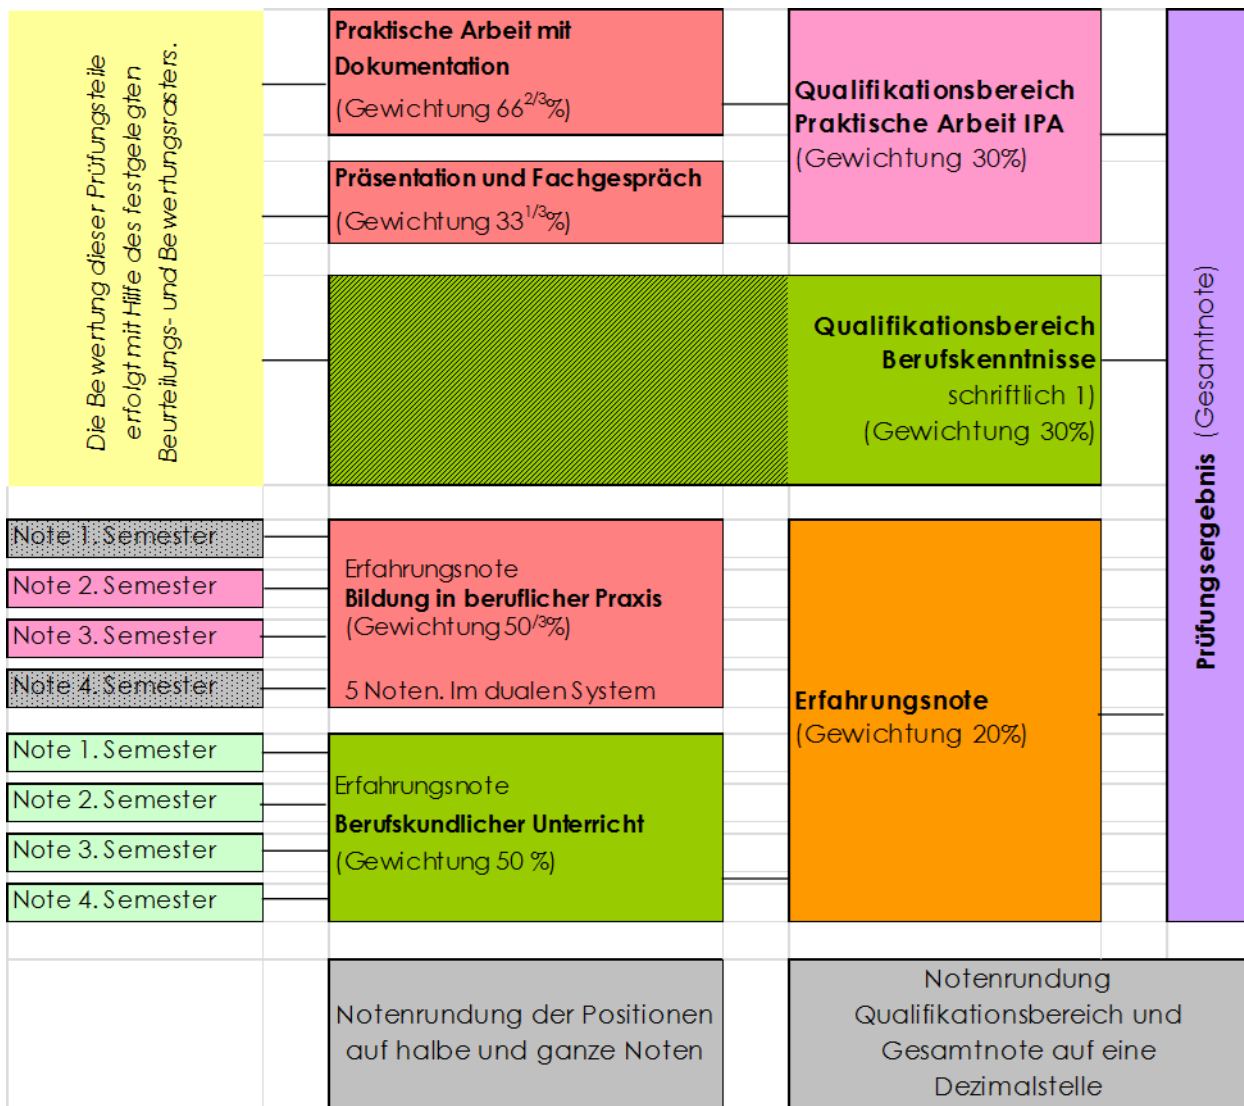 Die Bewertung dieser Prüfungsteile
erfolgt mit Hilfe des festgelegten
Beurteilungs- und Bewertungsrasters.
Praktische Arbeit mit
Dokumentation
(Gewichtung 662/3%)
Präsentation und Fachgespräch
(Gewichtung 331/3%)
Qualifikationsbereich
Praktische Arbeit IPA
(Gewichtung 30%)
Qualifikationsbereich
Berufskenntnisse
schriftlich 1)
(Gewichtung 30%)
Prüfungsergebnis (Gesamtnote)
Note 1. Semester
Note 2. Semester
Note 3. Semester
Note 4. Semester
Erfahrungsnote
Bildung in beruflicher Praxis
(Gewichtung 50/3%)
5 Noten. Im dualen System
Note 1. Semester
Note 2. Semester
Note 3. Semester
Note 4. Semester
Erfahrungsnote
Berufskundlicher Unterricht
(Gewichtung 50 %)
Erfahrungsnote
(Gewichtung 20%)
Notenrundung der Positionen
auf halbe und ganze Noten
Notenrundung
Qualifikationsbereich und
Gesamtnote auf eine
Dezimalstelle